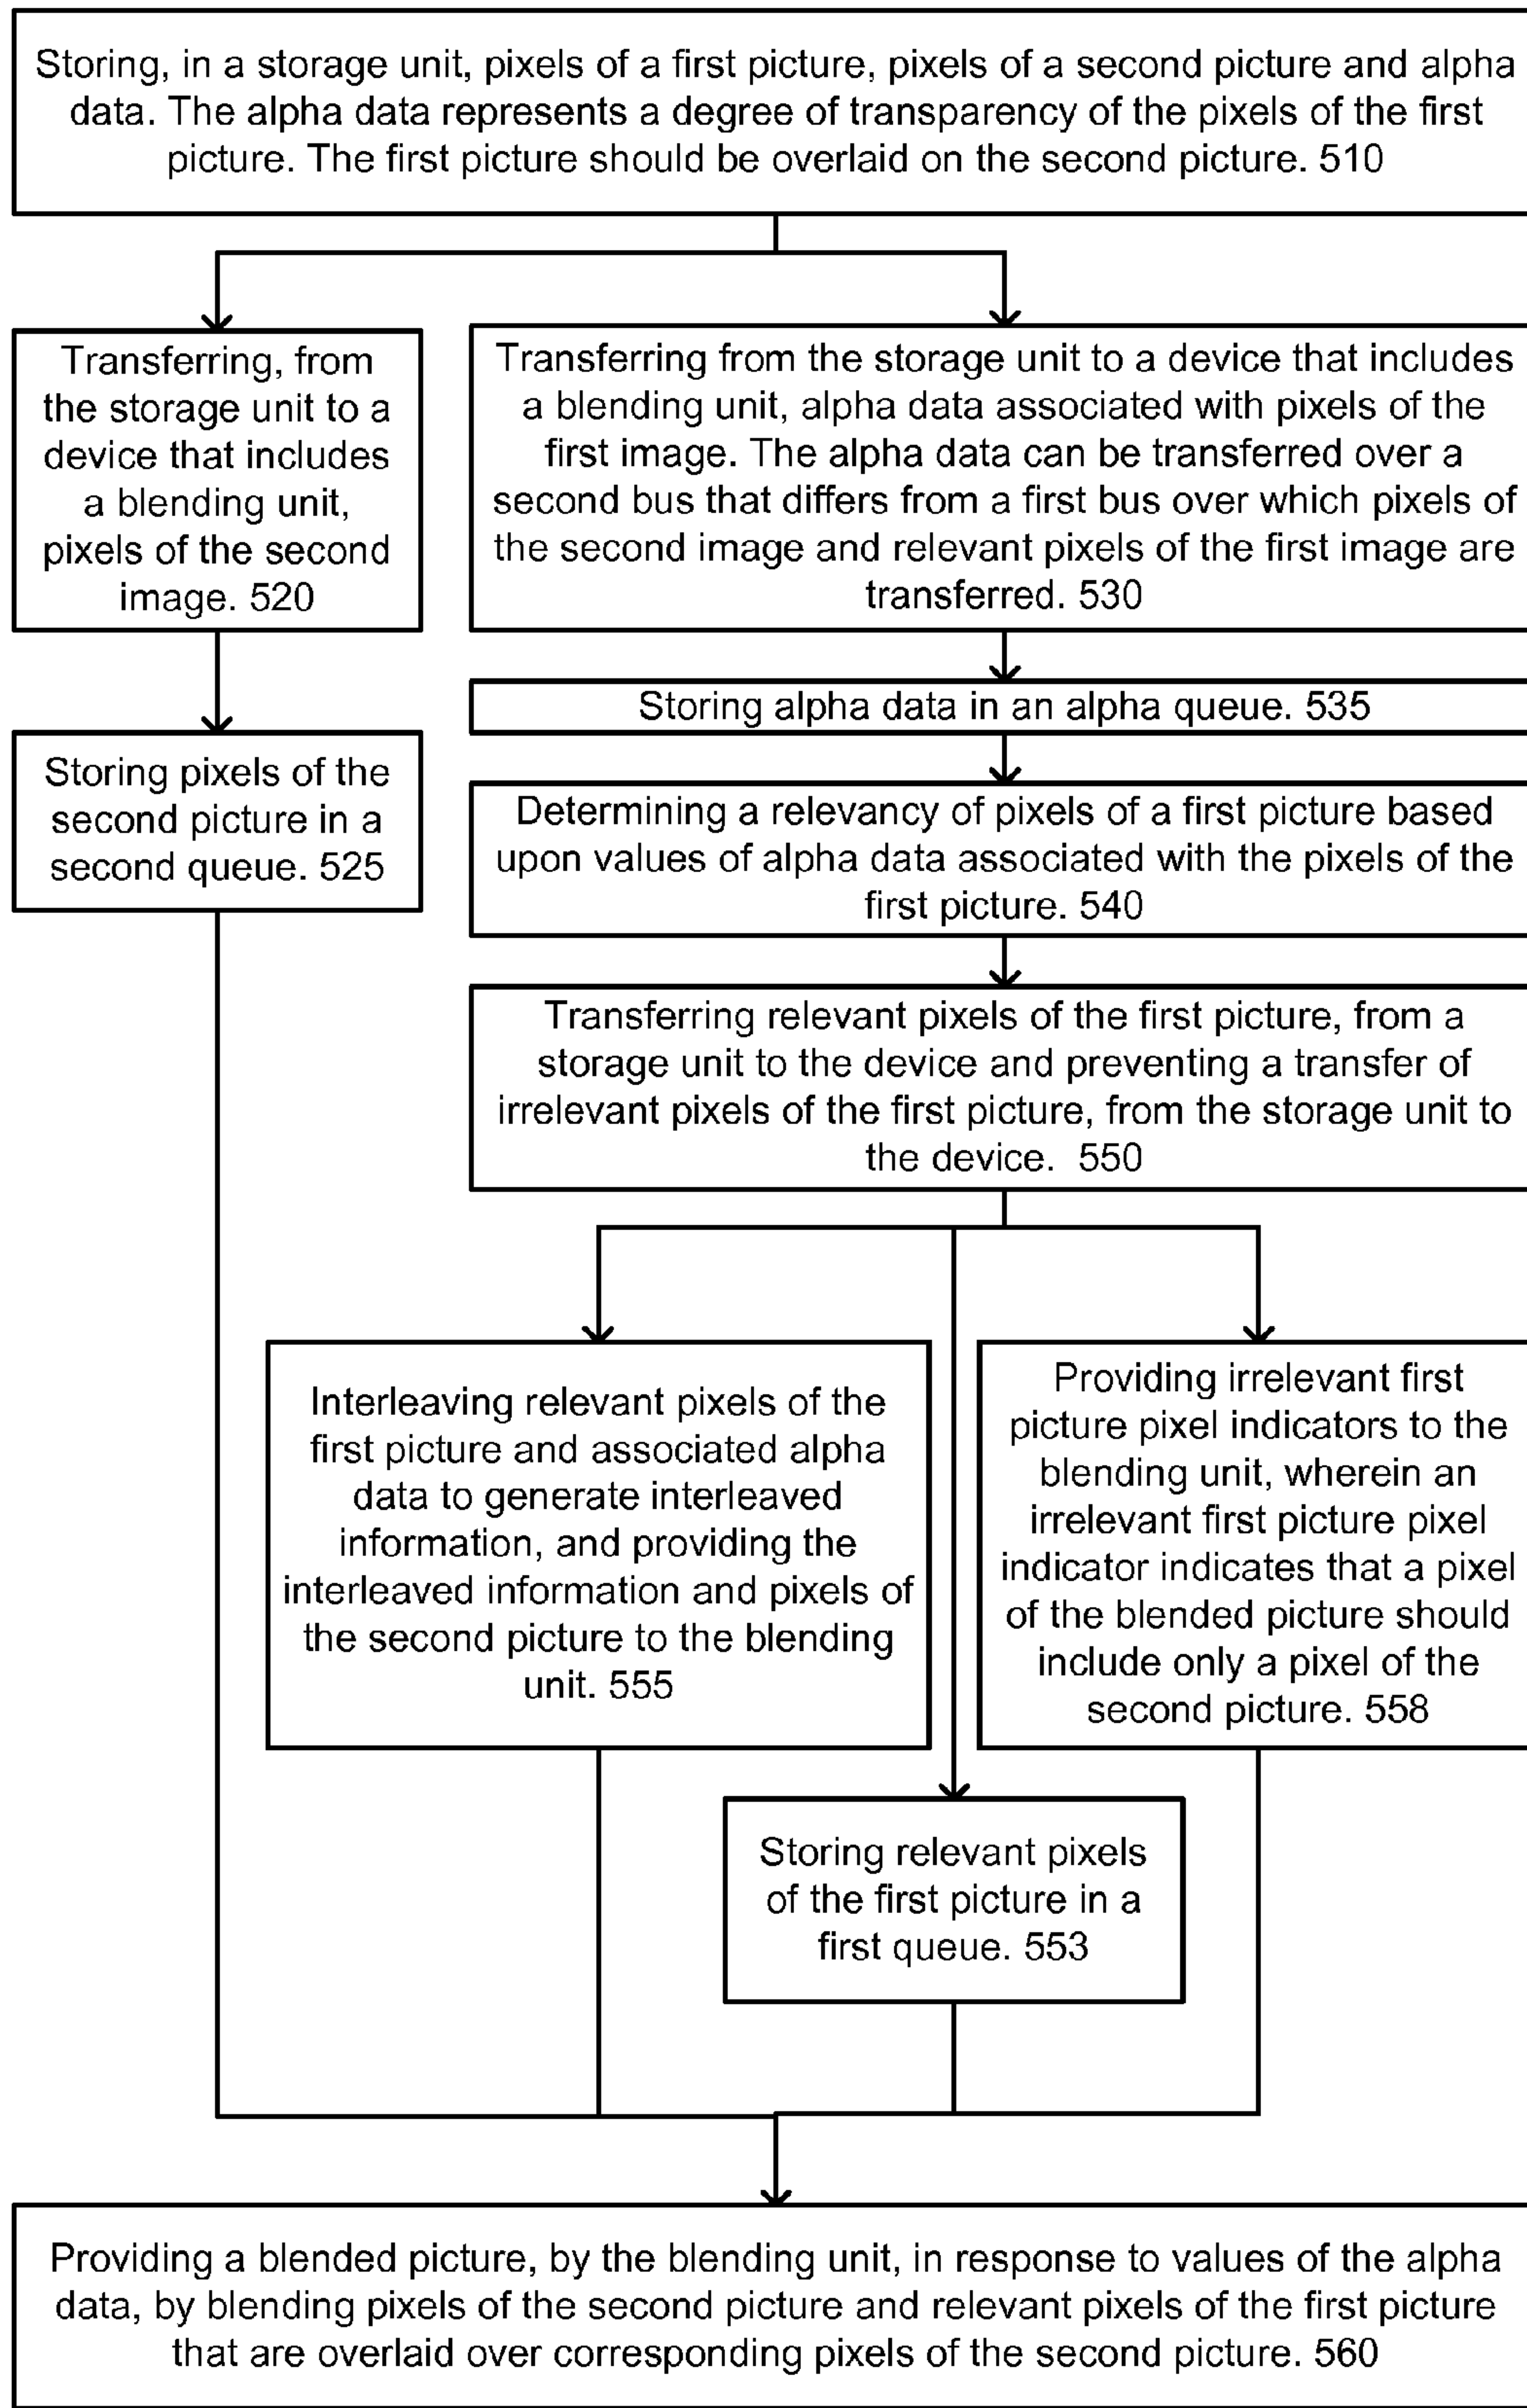 Storing, in a storage unit, pixels of a first picture, pixels of a second picture and alpha
data. The alpha data represents a degree of transparency of the pixels of the first
picture. The first picture should be overlaid on the second picture. 510
Transferring, from
the storage unit to a
device that includes
a blending unit,
pixels of the second
image. 520
Transferring from the storage unit to a device that includes
a blending unit, alpha data associated with pixels of the
first image. The alpha data can be transferred over a
second bus that differs from a first bus over which pixels of
the second image and relevant pixels of the first image are
transferred. 530
Storing alpha data in an alpha queue. 535
Storing pixels of the
second picture in a
second queue. 525
Determining a relevancy of pixels of a first picture based
upon values of alpha data associated with the pixels of the
first picture. 540
Transferring relevant pixels of the first picture, from a
storage unit to the device and preventing a transfer of
irrelevant pixels of the first picture, from the storage unit to
the device. 550
Interleaving relevant pixels of the
first picture and associated alpha
data to generate interleaved
information, and providing the
interleaved information and pixels of
the second picture to the blending
unit. 555
Providing irrelevant first
picture pixel indicators to the
blending unit, wherein an
irrelevant first picture pixel
indicator indicates that a pixel
of the blended picture should
include only a pixel of the
second picture. 558
Storing relevant pixels
of the first picture in a
first queue. 553
Providing a blended picture, by the blending unit, in response to values of the alpha
data, by blending pixels of the second picture and relevant pixels of the first picture
that are overlaid over corresponding pixels of the second picture. 560